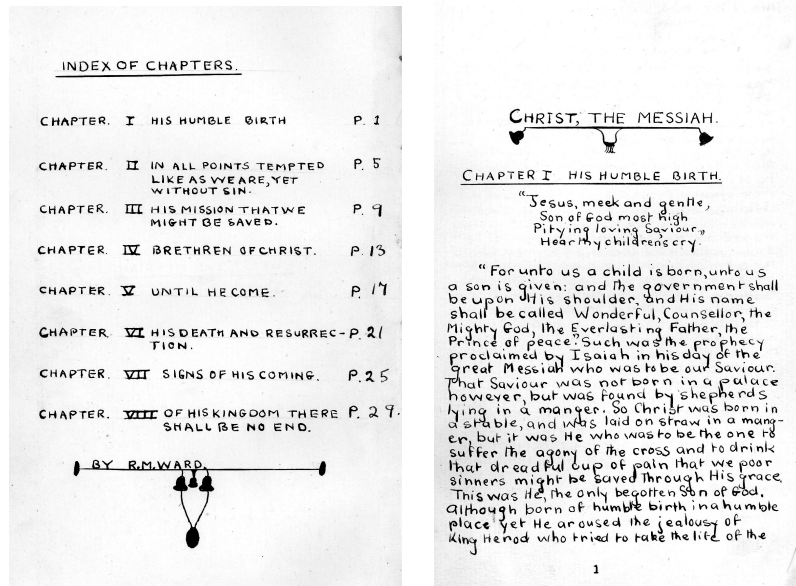 INDEX OF CHAPTERS.
CHAPTER. I HIS HUMBLE BIRTH P. 1
CHAPTER. II IN ALL POINTS TEMPTED P. 5
LIKE AS WE ARE, YET
WITHOUT SIN.
CHAPTER. III HIS MISSION THAT WE P. 9
MIGHT BE SAVED.
CHAPTER. IV BRETHREN OF CHRIST. P. 13
CHAPTER. V UNTIL HE COME. P. 17
CHAPTER. VI HIS DEATH AND RESURREC- P. 21
TION.
CHAPTER. VII SIGNS OF HIS COMING. P. 25
CHAPTER. VIII OF HIS KINGDOM THERE P. 29.
SHALL BE NO END.
BY R.M. WARD.
CHRIST, THE MESSIAH.
CHAPTER I HIS HUMBLE BIRTH.
"Jesus, meek and gentle,
Son of God most high
Pitying loving Saviour,,
Hear thy children's cry.
"For unto us a child is born, unto us
a son is given: and the government shall
be upon His shoulder, and His name
shall be called Wonderful, Counsellor, the
Mighty God, the Everlasting Father, the
Prince of peace". Such was the prophecy
proclaimed by Isaiah in his day of the
great Messiah who was to be our Saviour.
That Saviour was not born in a palace
however, but was found by shepherds
lying in a manger. So Christ was born in
a stable, and was laid on straw in a mang-
er, but it was He who was to be the one to
suffer the agony of the cross and to drink
that dreadful cup of pain that we poor
sinners might be saved through His grace.
This was He, the only begotten Son of God.
Although born of humble birth in a humble
place yet He aroused the jealousy of
King Herod who tried to take the life of the
1